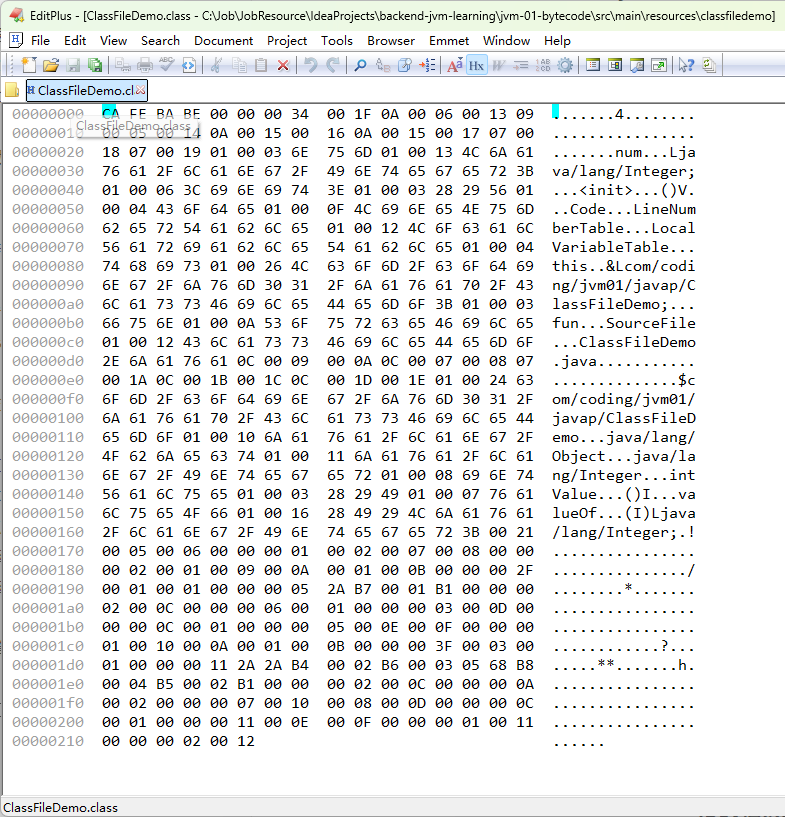 EditPlus - [ClassFileDemo.class - C:\Job\JobResource\IdeaProjects\backend-jvm-learning\jvm-01-bytecode\src\main\resources\classfiledemo]
File Edit View Search Document Project Tools Browser Emmet Window Help
ClassFileDemo.cl
00000000 CA FE BA BE 00 00 00 34 00 1F 0A 00 06 00 13 09 .......4........
ClassFileDemo.class
00000010 00 05 00 14 0A 00 15 00 16 0A 00 15 00 17 07 00 ................
00000020 18 07 00 19 01 00 03 6E 75 6D 01 00 13 4C 6A 61 .......num...Lja
00000030 76 61 2F 6C 61 6E 67 2F 49 6E 74 65 67 65 72 3B va/lang/Integer;
00000040 01 00 06 3C 69 6E 69 74 3E 01 00 03 28 29 56 01 ...<init>...()V.
00000050 00 04 43 6F 64 65 01 00 0F 4C 69 6E 65 4E 75 6D ..Code...LineNum
00000060 62 65 72 54 61 62 6C 65 01 00 12 4C 6F 63 61 6C berTable...Local
00000070 56 61 72 69 61 62 6C 65 54 61 62 6C 65 01 00 04 VariableTable...
00000080 74 68 69 73 01 00 26 4C 63 6F 6D 2F 63 6F 64 69 this..&Lcom/codi
00000090 6E 67 2F 6A 76 6D 30 31 2F 6A 61 76 61 70 2F 43 ng/jvm01/javap/C
000000a0 6C 61 73 73 46 69 6C 65 44 65 6D 6F 3B 01 00 03 lassFileDemo;...
000000b0 66 75 6E 01 00 0A 53 6F 75 72 63 65 46 69 6C 65 fun...SourceFile
000000c0 01 00 12 43 6C 61 73 73 46 69 6C 65 44 65 6D 6F ...ClassFileDemo
000000d0 2E 6A 61 76 61 0C 00 09 00 0A 0C 00 07 00 08 07 .java...........
000000e0 00 1A 0C 00 1B 00 1C 0C 00 1D 00 1E 01 00 24 63 ..............$c
000000f0 6F 6D 2F 63 6F 64 69 6E 67 2F 6A 76 6D 30 31 2F om/coding/jvm01/
00000100 6A 61 76 61 70 2F 43 6C 61 73 73 46 69 6C 65 44 javap/ClassFileD
00000110 65 6D 6F 01 00 10 6A 61 76 61 2F 6C 61 6E 67 2F emo...java/lang/
00000120 4F 62 6A 65 63 74 01 00 11 6A 61 76 61 2F 6C 61 Object...java/la
00000130 6E 67 2F 49 6E 74 65 67 65 72 01 00 08 69 6E 74 ng/Integer...int
00000140 56 61 6C 75 65 01 00 03 28 29 49 01 00 07 76 61 Value...()I...va
00000150 6C 75 65 4F 66 01 00 16 28 49 29 4C 6A 61 76 61 lueOf...(I)Ljava
00000160 2F 6C 61 6E 67 2F 49 6E 74 65 67 65 72 3B 00 21 /lang/Integer;.!
00000170 00 05 00 06 00 00 00 01 00 02 00 07 00 08 00 00 ................
00000180 00 02 00 01 00 09 00 0A 00 01 00 0B 00 00 00 2F .............../
00000190 00 01 00 01 00 00 00 05 2A B7 00 01 B1 00 00 00 ........*.......
000001a0 02 00 0C 00 00 00 06 00 01 00 00 00 03 00 0D 00 ................
000001b0 00 00 0C 00 01 00 00 00 05 00 0E 00 0F 00 00 00 ................
000001c0 01 00 10 00 0A 00 01 00 0B 00 00 00 3F 00 03 00 ............?...
000001d0 01 00 00 00 11 2A 2A B4 00 02 B6 00 03 05 68 B8 .....**.......h.
000001e0 00 04 B5 00 02 B1 00 00 00 02 00 0C 00 00 00 0A ................
000001f0 00 02 00 00 00 07 00 10 00 08 00 0D 00 00 00 0C ................
00000200 00 01 00 00 00 11 00 0E 00 0F 00 00 00 01 00 11 ................
00000210 00 00 00 02 00 12 ......
ClassFileDemo.class